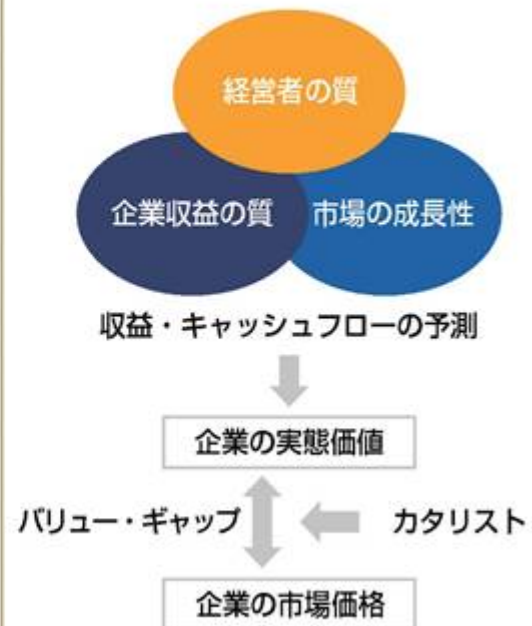 経営者の質
企業収益の質
市場の成長性
収益・キャッシュフローの予測
企業の実態価値
バリュー・ギャップ
カタリスト
企業の市場価格